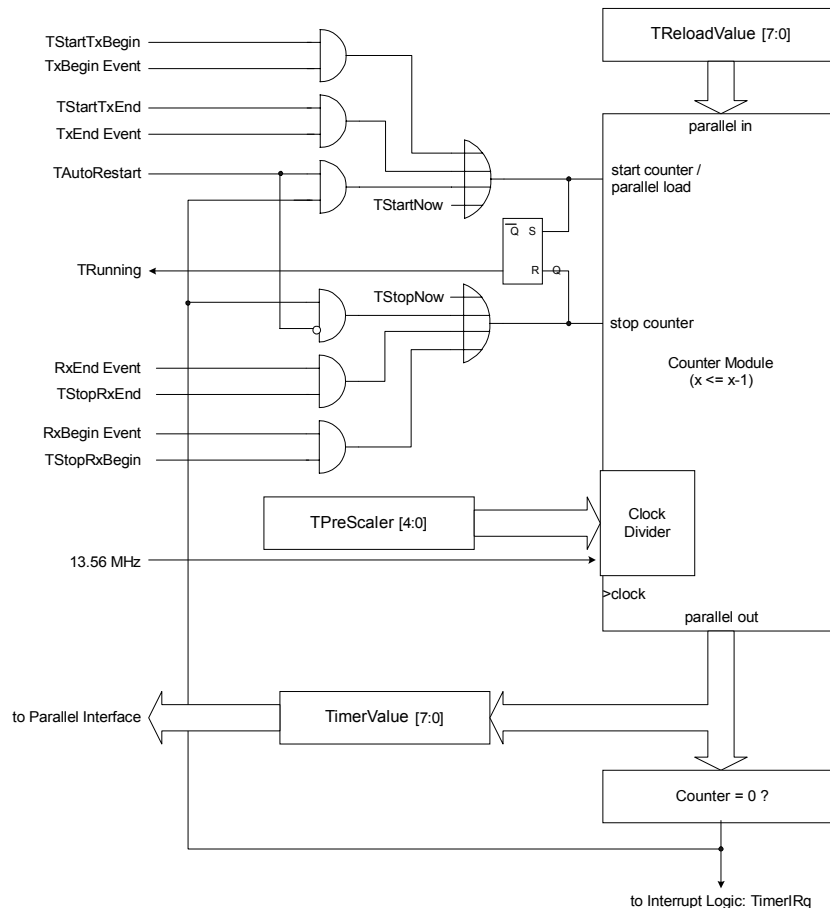 TStartTxBegin
TxBegin Event
TReloadValue [7:0]
TStartTxEnd
TxEnd Event
parallel in
TAutoRestart
start counter /
parallel load
TStartNow
Q S
R Q
TRunning
TStopNow
stop counter
Counter Module
(x <= x-1)
RxEnd Event
TStopRxEnd
RxBegin Event
TStopRxBegin
TPreScaler [4:0]
Clock
Divider
13.56 MHz
>clock
parallel out
to Parallel Interface
TimerValue [7:0]
Counter = 0 ?
to Interrupt Logic: TimerIRq